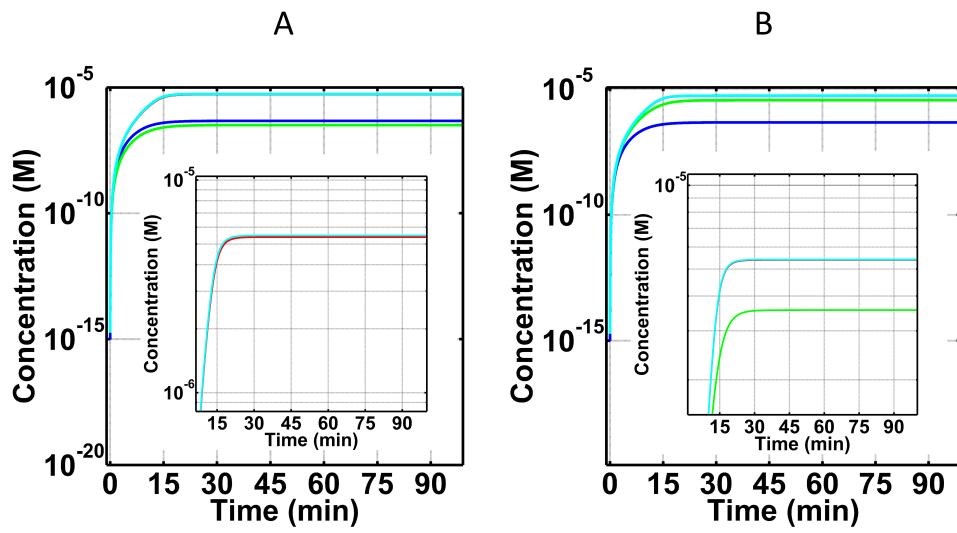 A
B
Concentration (M)
10-5
10-10
10-15
10-20
0 15 30 45 60 75 90
Time (min)
Concentration (M)
10-5
10-6
15 30 45 60 75 90
Time (min)
Concentration (M)
10-5
10-10
10-15
0 15 30 45 60 75 90
Time (min)
Concentration (M)
10-5
15 30 45 60 75 90
Time (min)